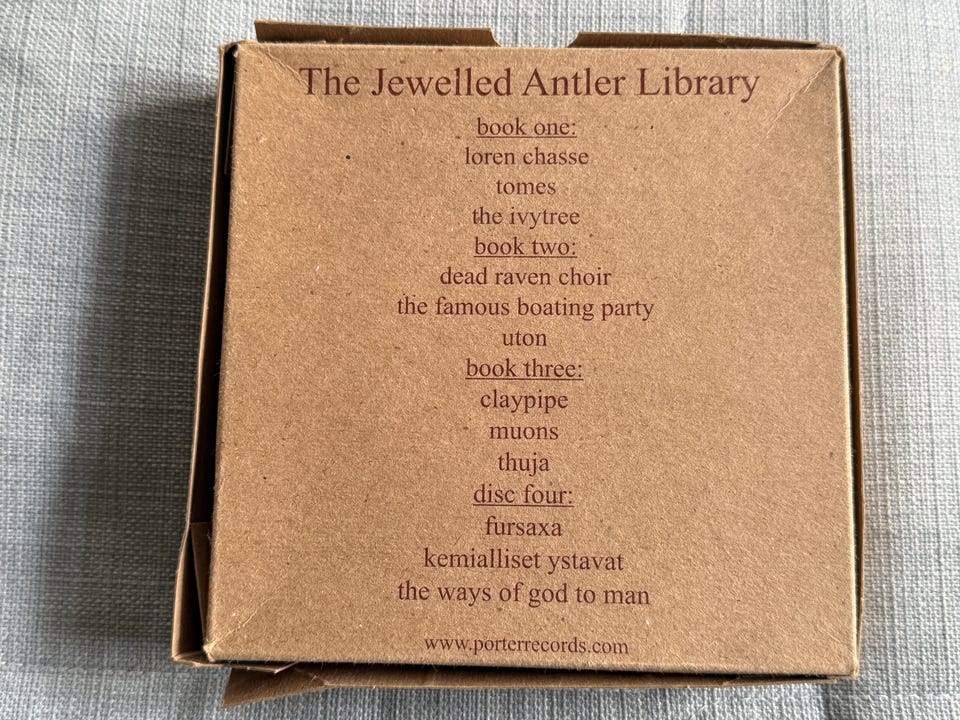 The Jewelled Antler Library
book one:
loren chasse
tomes
the ivytree
book two:
dead raven choir
the famous boating party
uton
book three:
claypipe
muons
thuja
disc four:
fursaxa
kemialliset ystavat
the ways of god to man
www.porterrecords.com